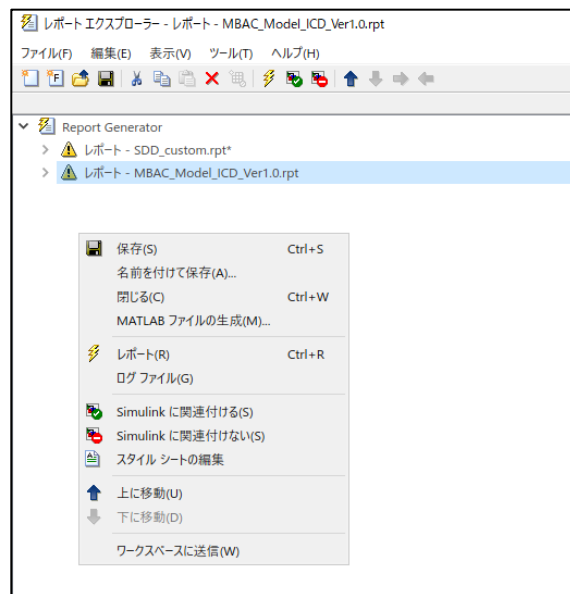 レポート エクスプローラー - レポート - MBAC_Model_ICD_Ver1.0.rpt
ファイル(F) 編集(E) 表示(V) ツール(T) ヘルプ(H)
Report Generator
レポート - SDD_custom.rpt*
レポート - MBAC_Model_ICD_Ver1.0.rpt
保存(S) Ctrl+S
名前を付けて保存(A)...
閉じる(C) Ctrl+W
MATLAB ファイルの生成(M)...
レポート(R) Ctrl+R
ログ ファイル(G)
Simulink に関連付ける(S)
Simulink に関連付けない(S)
スタイル シートの編集
上に移動(U)
下に移動(D)
ワークスペースに送信(W)